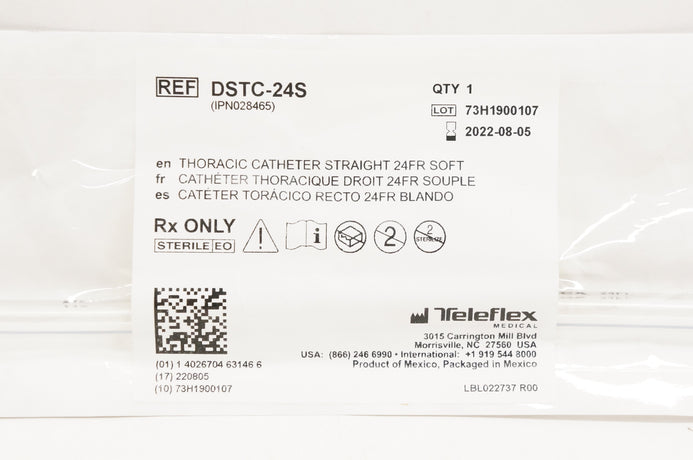 REF DSTC-24S
(IPN028465)
QTY 1
LOT 73H1900107
2022-08-05
en THORACIC CATHETER STRAIGHT 24FR SOFT
fr CATHÉTER THORACIQUE DROIT 24FR SOUPLE
es CATÉTER TORÁCICO RECTO 24FR BLANDO
Rx ONLY
STERILE EO
i
2
2
STERILIZE
Teleflex
MEDICAL
3015 Carrington Mill Blvd
Morrisville, NC 27560 USA
USA: (866) 246 6990 • International: +1 919 544 8000
Product of Mexico, Packaged in Mexico
(01) 1 4026704 63146 6
(17) 220805
(10) 73H1900107
LBL022737 R00